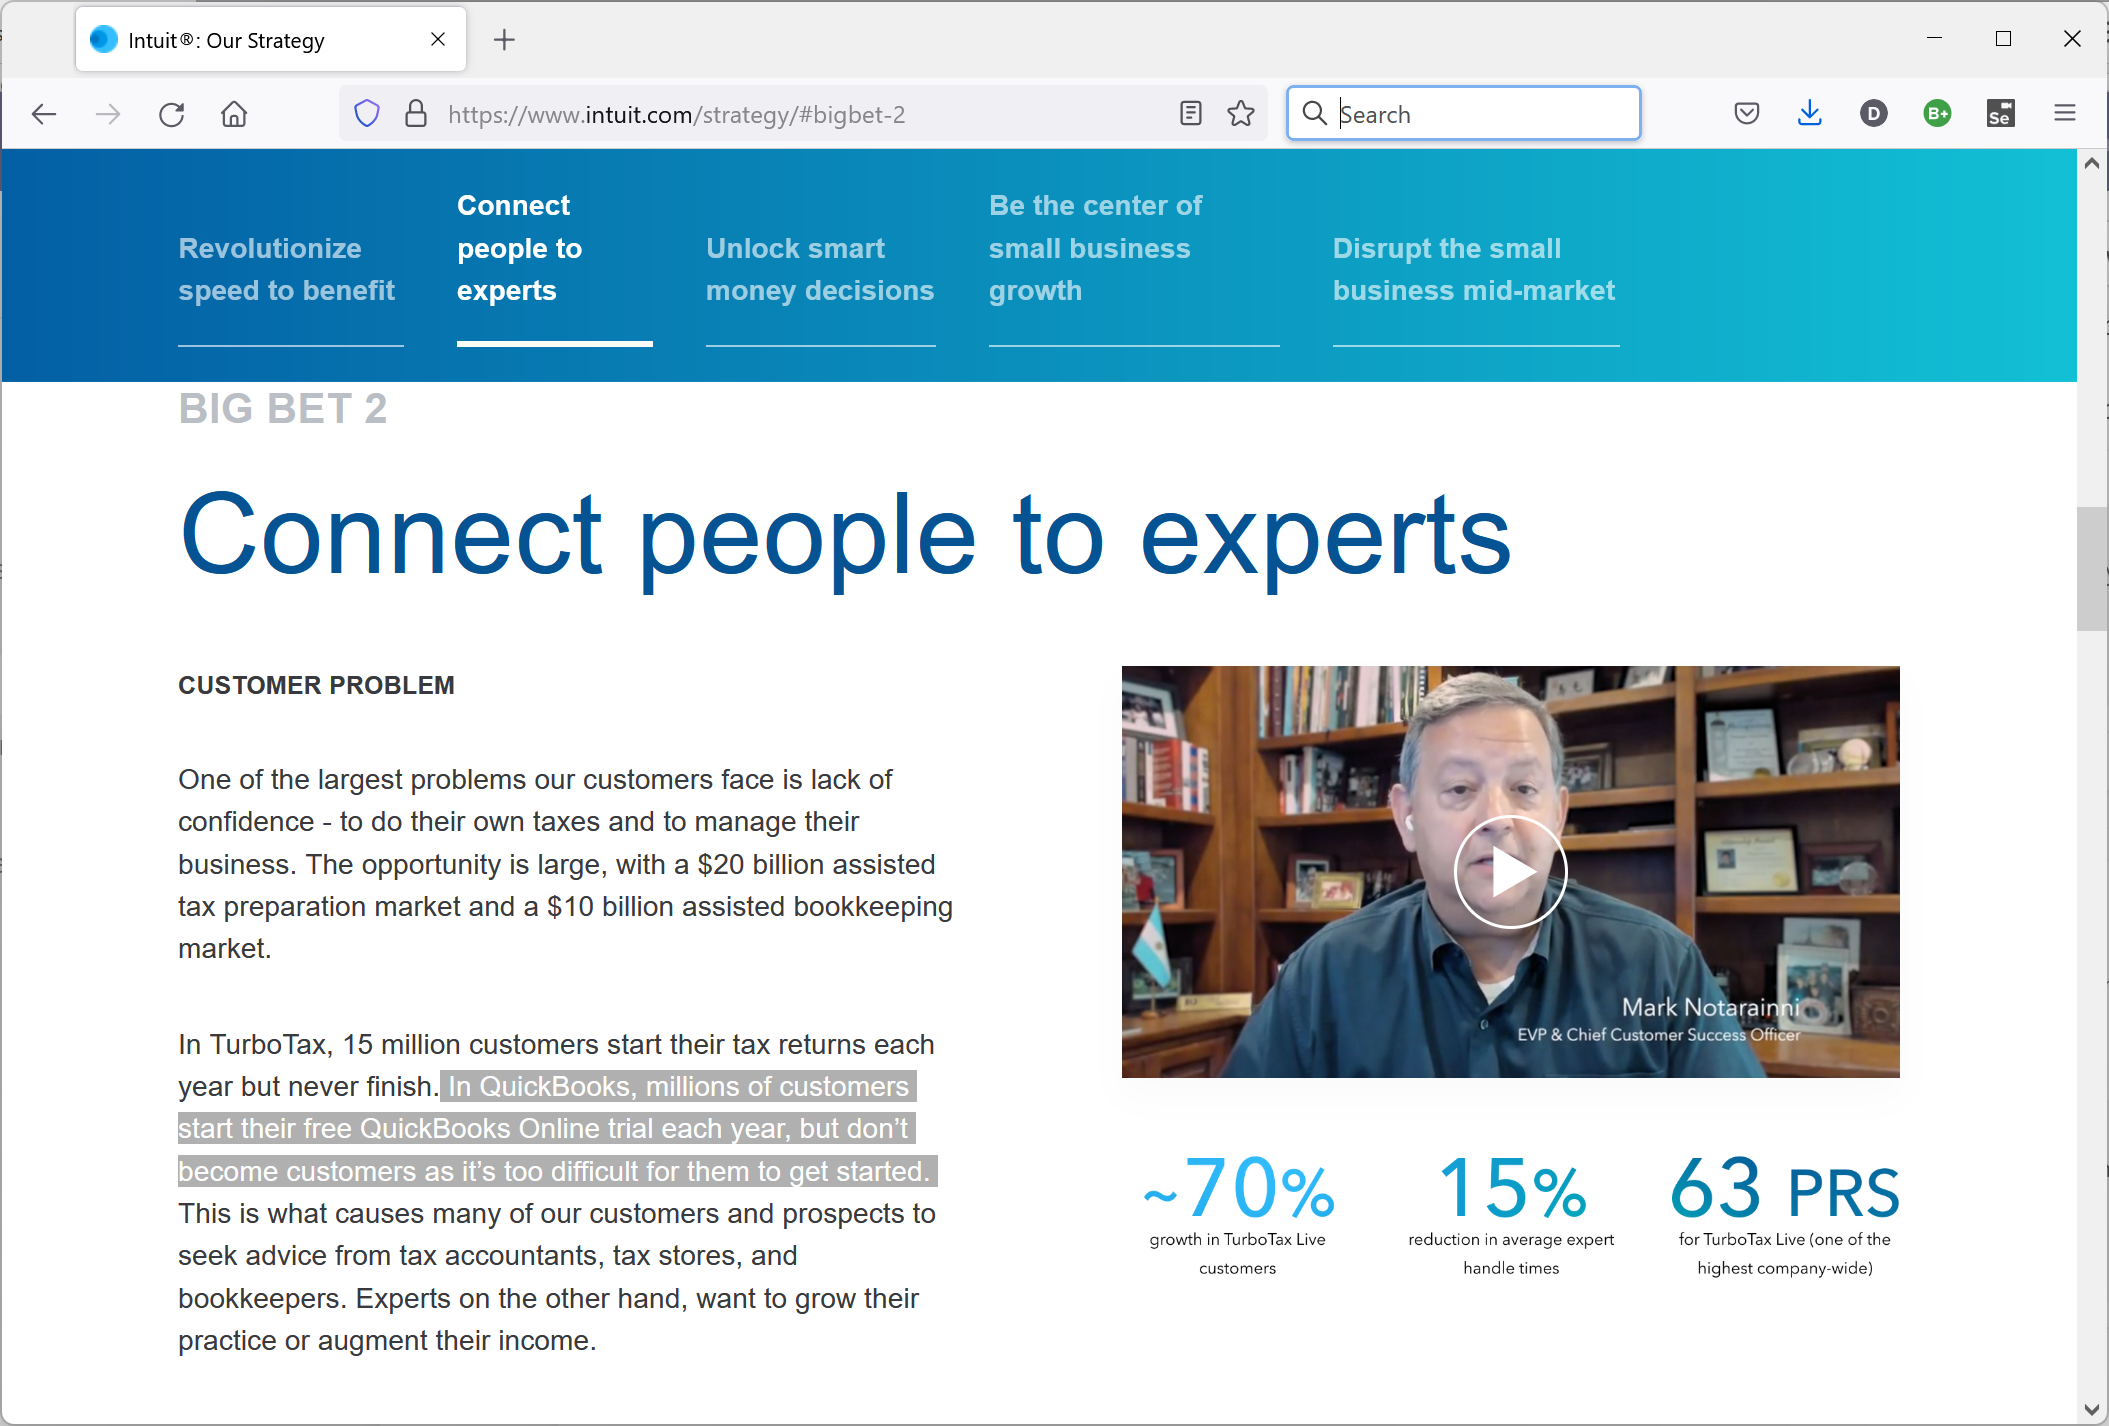 Intuit®: Our Strategy
https://www.intuit.com/strategy/#bigbet-2
Search
D
B+
Se
Revolutionize
speed to benefit
Connect
people to
experts
Unlock smart
money decisions
Be the center of
small business
growth
Disrupt the small
business mid-market
BIG BET 2
Connect people to experts
CUSTOMER PROBLEM
One of the largest problems our customers face is lack of
confidence - to do their own taxes and to manage their
business. The opportunity is large, with a $20 billion assisted
tax preparation market and a $10 billion assisted bookkeeping
market.
In TurboTax, 15 million customers start their tax returns each
year but never finish. In QuickBooks, millions of customers
start their free QuickBooks Online trial each year, but don’t
become customers as it’s too difficult for them to get started.
This is what causes many of our customers and prospects to
seek advice from tax accountants, tax stores, and
bookkeepers. Experts on the other hand, want to grow their
practice or augment their income.
Mark Notarainni
EVP & Chief Customer Success Officer
~70%
growth in TurboTax Live
customers
15%
reduction in average expert
handle times
63 PRS
for TurboTax Live (one of the
highest company-wide)